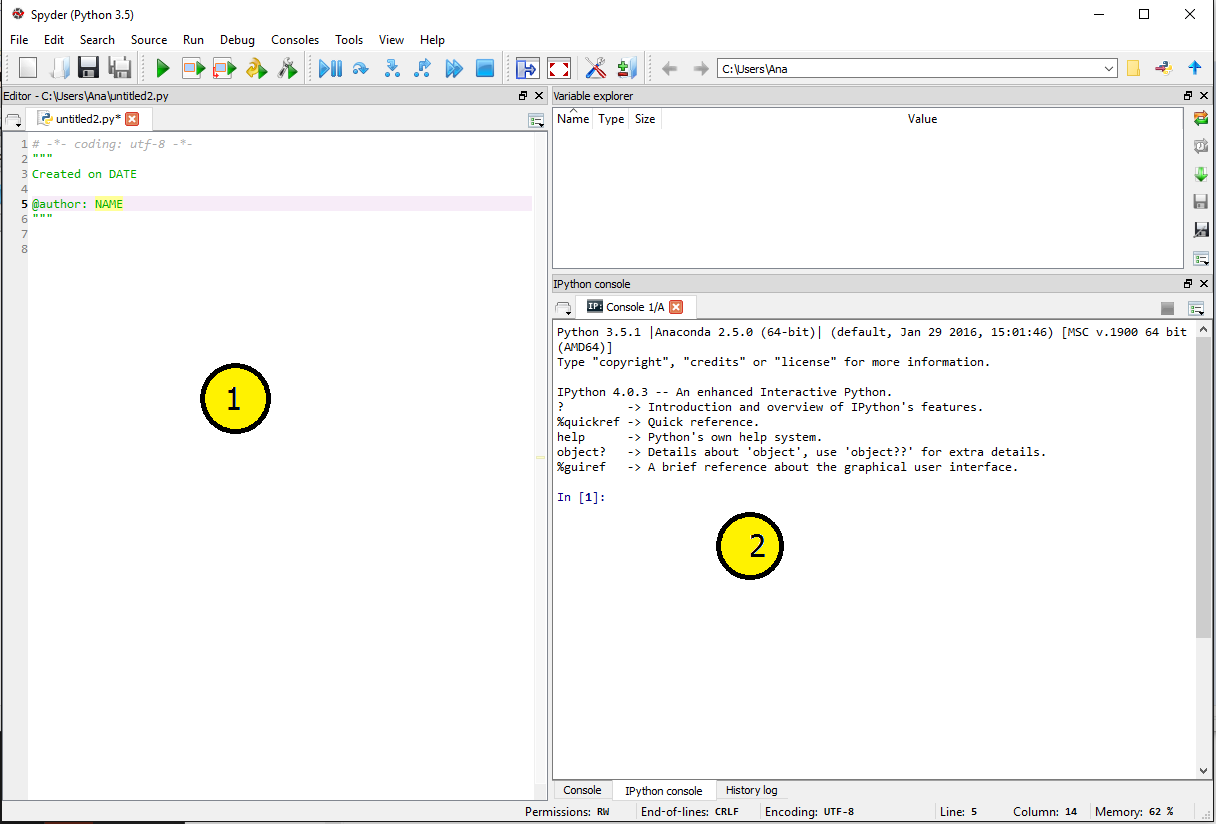 Spyder (Python 3.5)
File Edit Search Source Run Debug Consoles Tools View Help
C:\Users\Ana
Editor - C:\Users\Ana\untitled2.py
untitled2.py*
1 # -*- coding: utf-8 -*-
2 """
3 Created on DATE
4
5 @author: NAME
6 """
7
8
1
Variable explorer
Name Type Size Value
IPython console
IP: Console 1/A
Python 3.5.1 |Anaconda 2.5.0 (64-bit)| (default, Jan 29 2016, 15:01:46) [MSC v.1900 64 bit
(AMD64)]
Type "copyright", "credits" or "license" for more information.
IPython 4.0.3 -- An enhanced Interactive Python.
? -> Introduction and overview of IPython's features.
%quickref -> Quick reference.
help -> Python's own help system.
object? -> Details about 'object', use 'object??' for extra details.
%guiref -> A brief reference about the graphical user interface.
In [1]:
2
Console IPython console History log
Permissions: RW End-of-lines: CRLF Encoding: UTF-8 Line: 5 Column: 14 Memory: 62 %